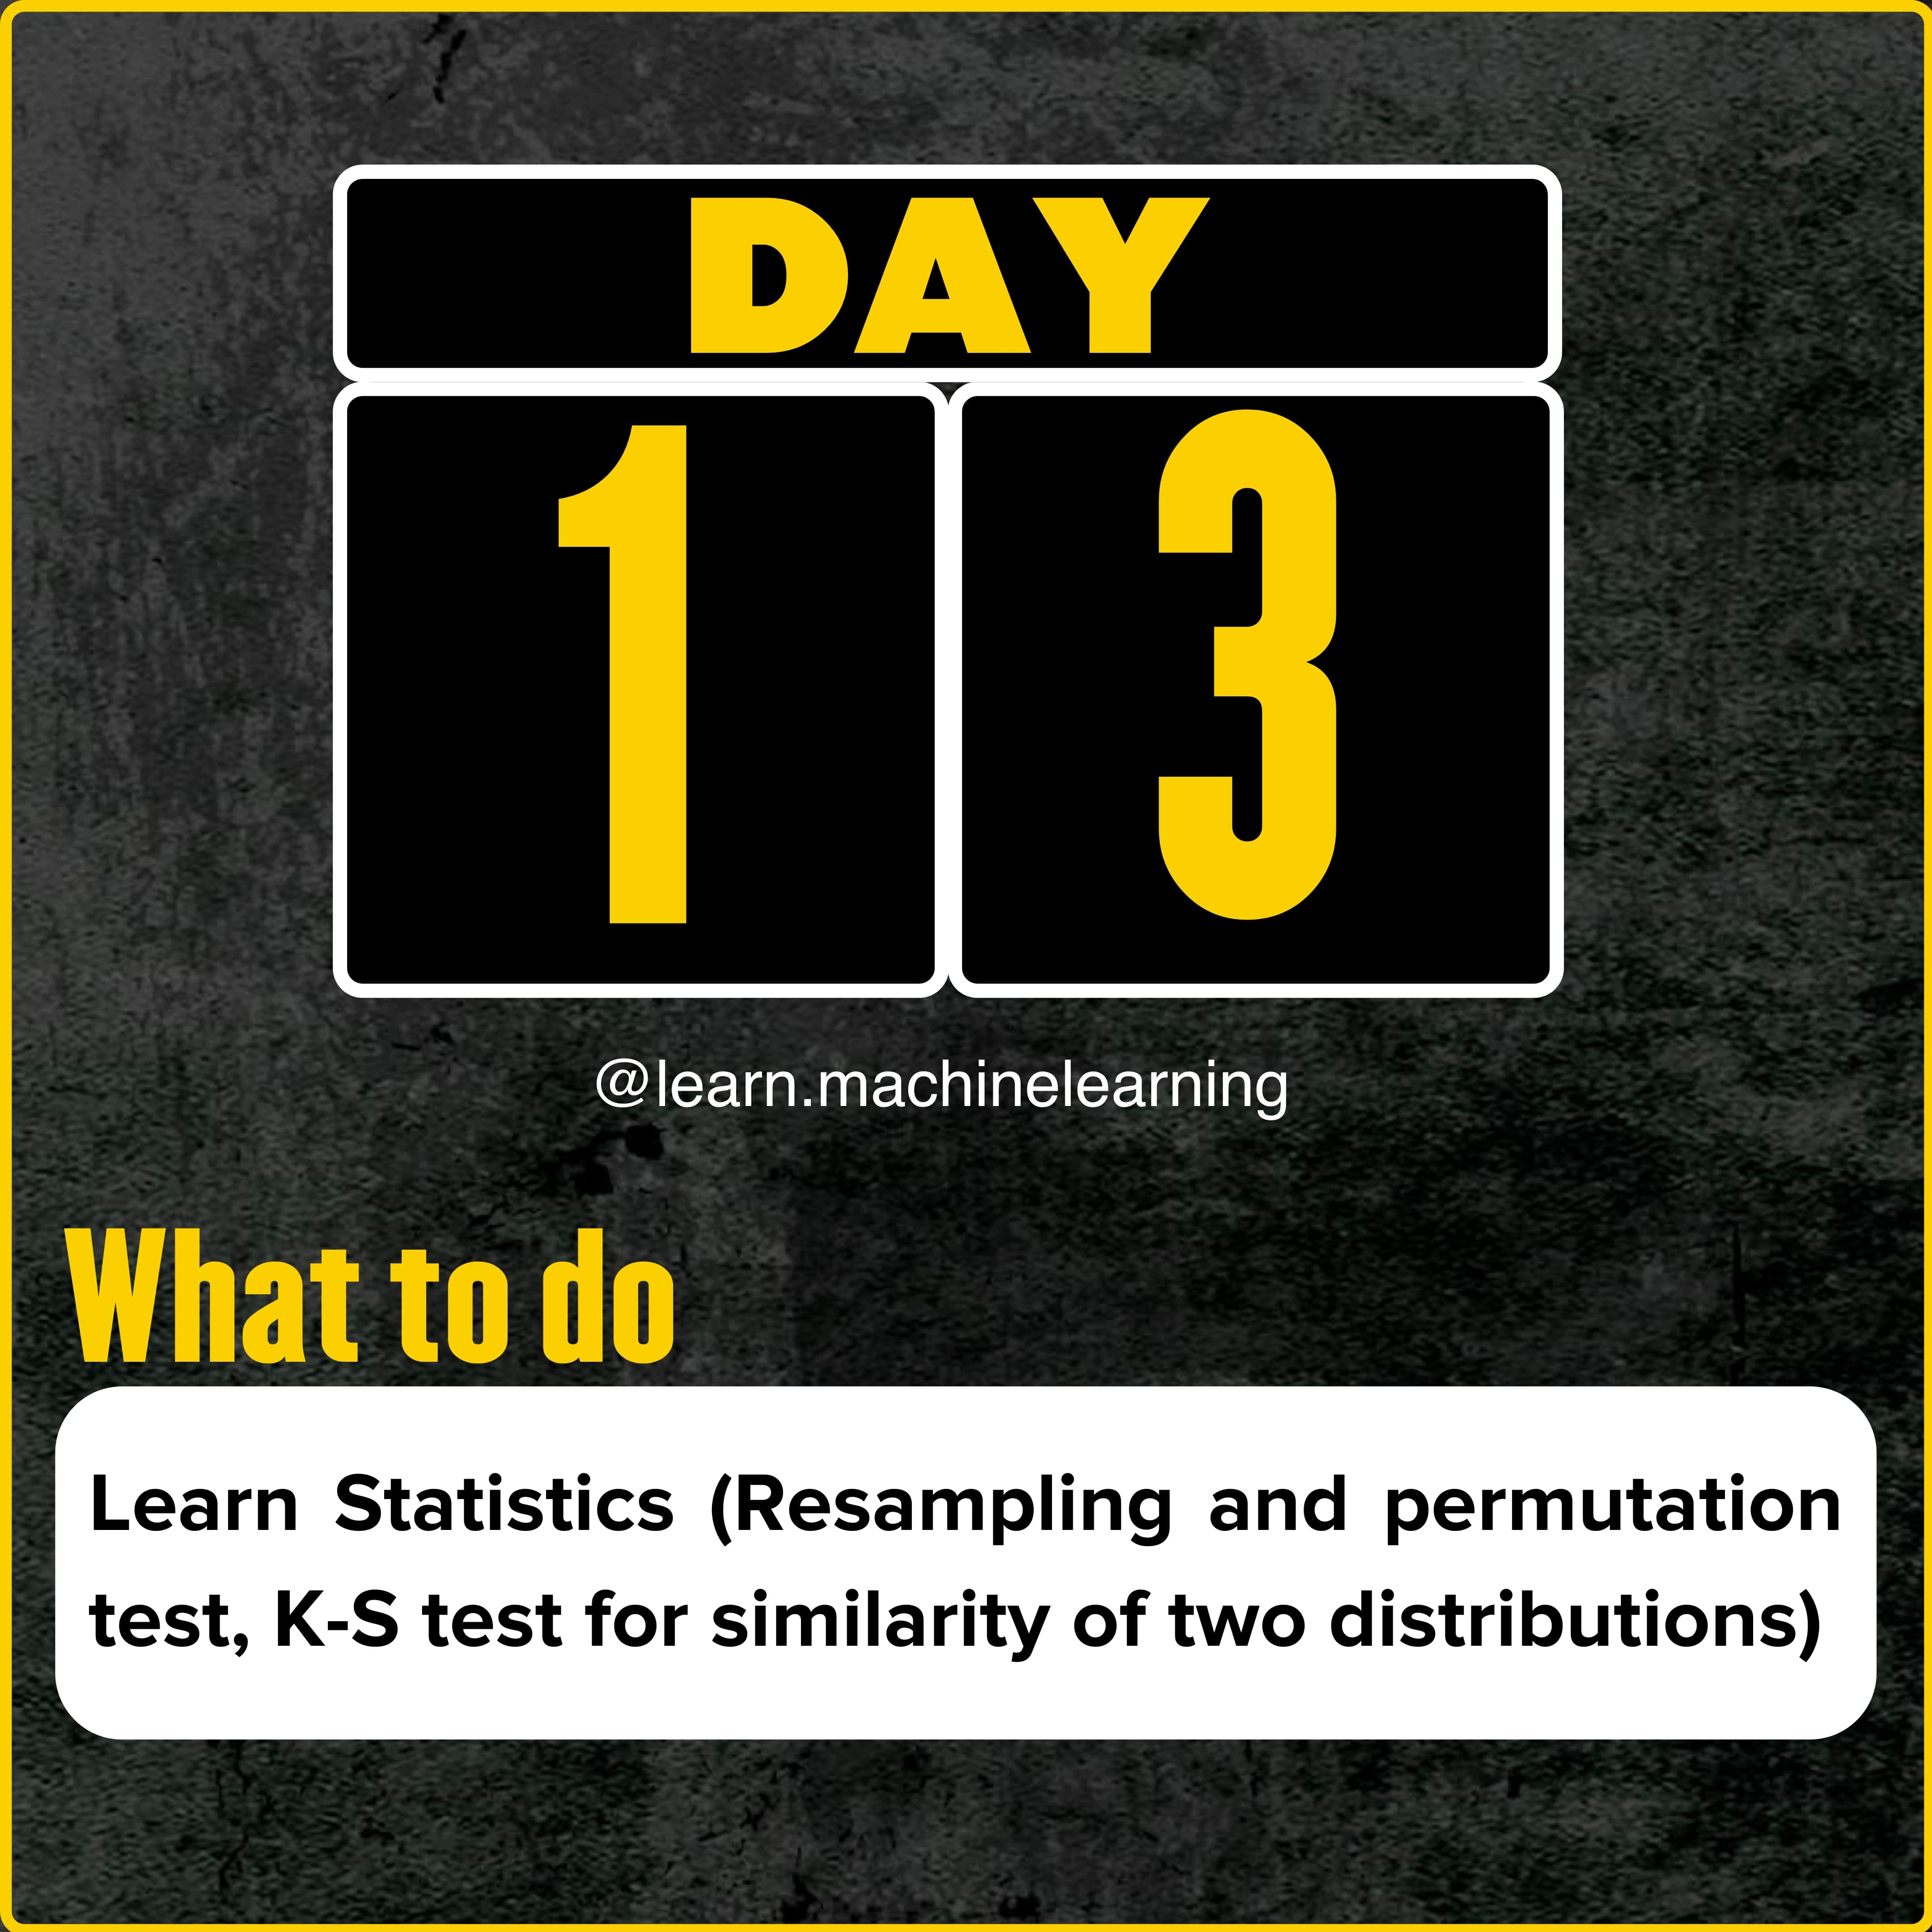 DAY
1 3
@learn.machinelearning
What to do
Learn Statistics (Resampling and permutation
test, K-S test for similarity of two distributions)